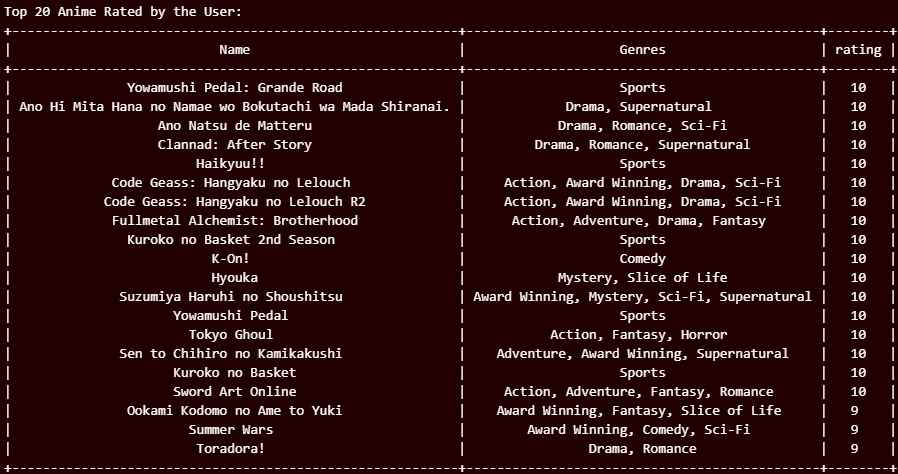 Top 20 Anime Rated by the User:
+----------------------------------------------------------+-----------------------------------------------+--------+
| Name | Genres | rating |
+----------------------------------------------------------+-----------------------------------------------+--------+
| Yowamushi Pedal: Grande Road | Sports | 10 |
| Ano Hi Mita Hana no Namae wo Bokutachi wa Mada Shiranai. | Drama, Supernatural | 10 |
| Ano Natsu de Matteru | Drama, Romance, Sci-Fi | 10 |
| Clannad: After Story | Drama, Romance, Supernatural | 10 |
| Haikyuu!! | Sports | 10 |
| Code Geass: Hangyaku no Lelouch | Action, Award Winning, Drama, Sci-Fi | 10 |
| Code Geass: Hangyaku no Lelouch R2 | Action, Award Winning, Drama, Sci-Fi | 10 |
| Fullmetal Alchemist: Brotherhood | Action, Adventure, Drama, Fantasy | 10 |
| Kuroko no Basket 2nd Season | Sports | 10 |
| K-On! | Comedy | 10 |
| Hyouka | Mystery, Slice of Life | 10 |
| Suzumiya Haruhi no Shoushitsu | Award Winning, Mystery, Sci-Fi, Supernatural | 10 |
| Yowamushi Pedal | Sports | 10 |
| Tokyo Ghoul | Action, Fantasy, Horror | 10 |
| Sen to Chihiro no Kamikakushi | Adventure, Award Winning, Supernatural | 10 |
| Kuroko no Basket | Sports | 10 |
| Sword Art Online | Action, Adventure, Fantasy, Romance | 10 |
| Ookami Kodomo no Ame to Yuki | Award Winning, Fantasy, Slice of Life | 9 |
| Summer Wars | Award Winning, Comedy, Sci-Fi | 9 |
| Toradora! | Drama, Romance | 9 |
+----------------------------------------------------------+-----------------------------------------------+--------+